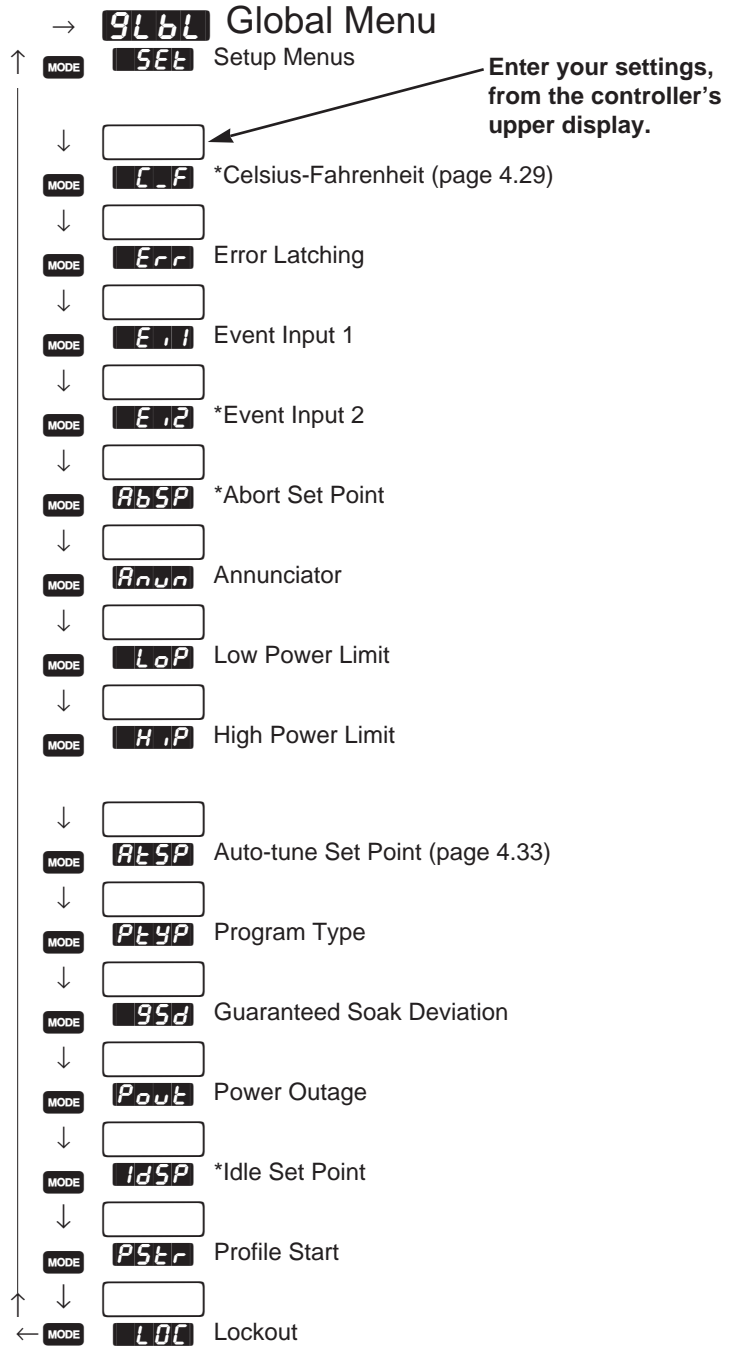 → gLbL Global Menu
↑ MODE SEt Setup Menus
Enter your settings,
from the controller's
upper display.
↓
MODE C_F *Celsius-Fahrenheit (page 4.29)
↓
MODE Err Error Latching
↓
MODE Ei1 Event Input 1
↓
MODE Ei2 *Event Input 2
↓
MODE AbSP *Abort Set Point
↓
MODE Anun Annunciator
↓
MODE LoP Low Power Limit
↓
MODE HiP High Power Limit
↓
MODE AtSP Auto-tune Set Point (page 4.33)
↓
MODE PtyP Program Type
↓
MODE gSd Guaranteed Soak Deviation
↓
MODE Pout Power Outage
↓
MODE IdSP *Idle Set Point
↓
MODE PStr Profile Start
↑ ↓
← MODE LOC Lockout